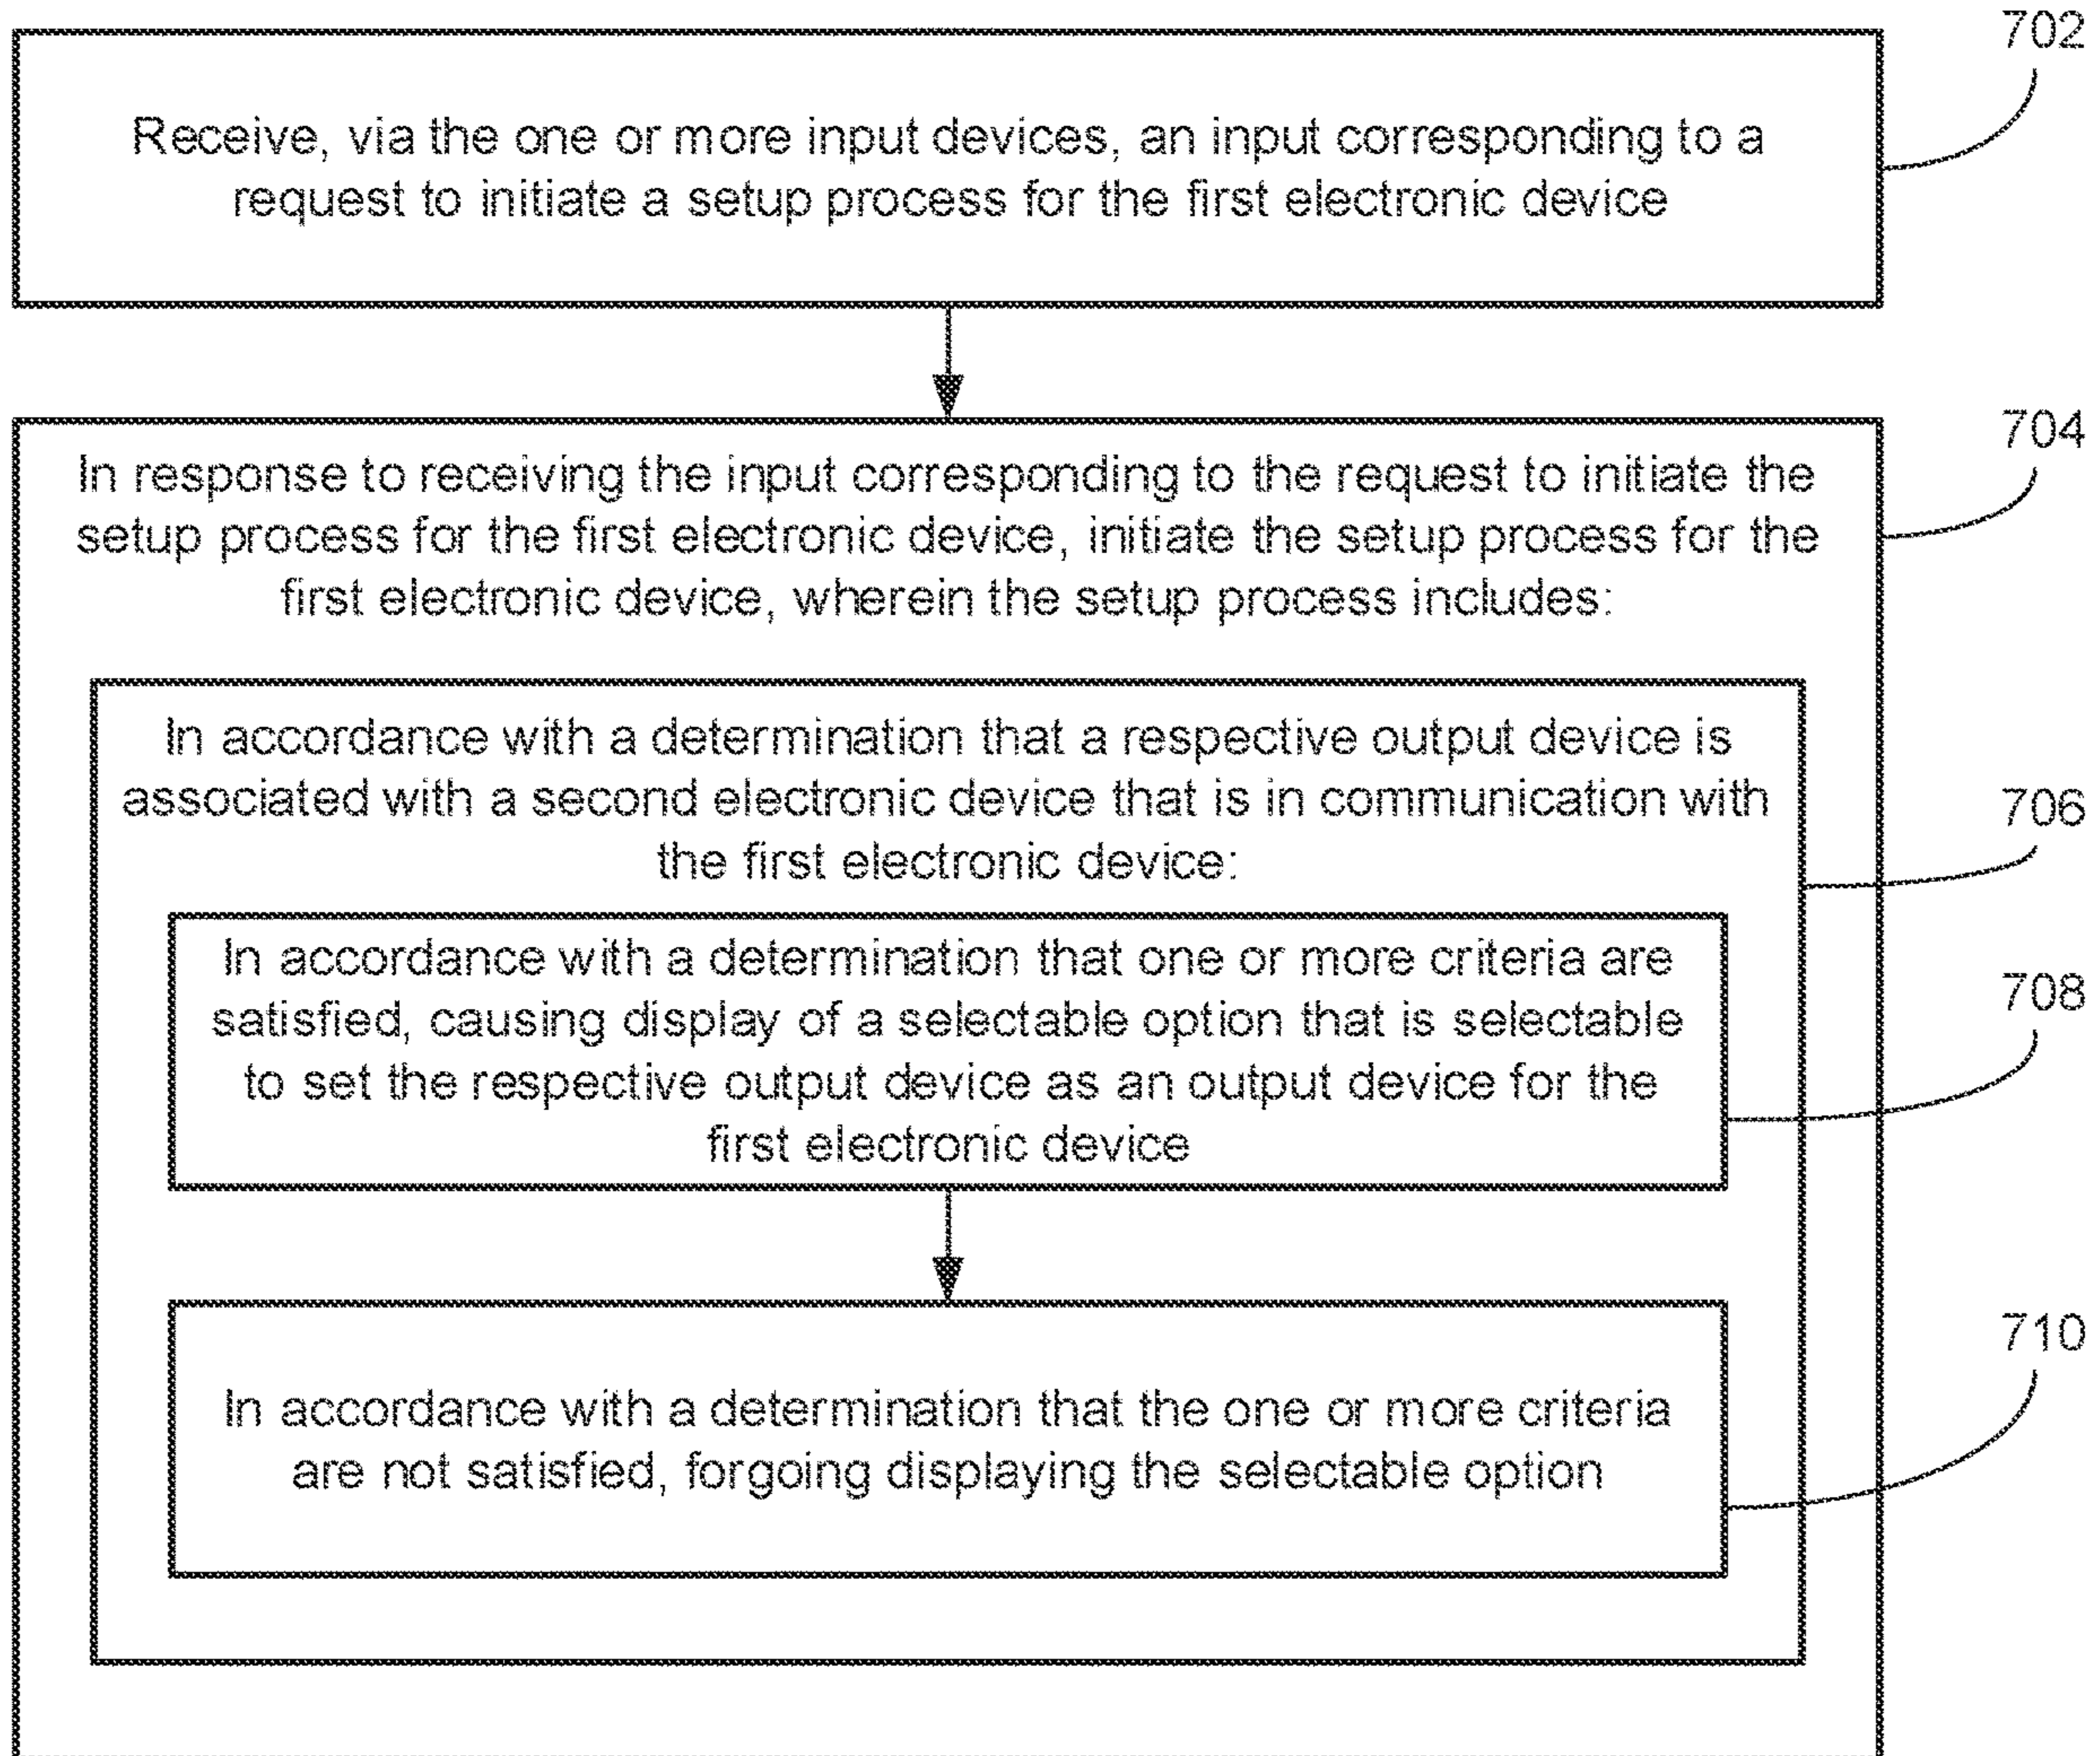 702
Receive, via the one or more input devices, an input corresponding to a
request to initiate a setup process for the first electronic device
704
In response to receiving the input corresponding to the request to initiate the
setup process for the first electronic device, initiate the setup process for the
first electronic device, wherein the setup process includes:
706
In accordance with a determination that a respective output device is
associated with a second electronic device that is in communication with
the first electronic device:
708
In accordance with a determination that one or more criteria are
satisfied, causing display of a selectable option that is selectable
to set the respective output device as an output device for the
first electronic device
710
In accordance with a determination that the one or more criteria
are not satisfied, forgoing displaying the selectable option